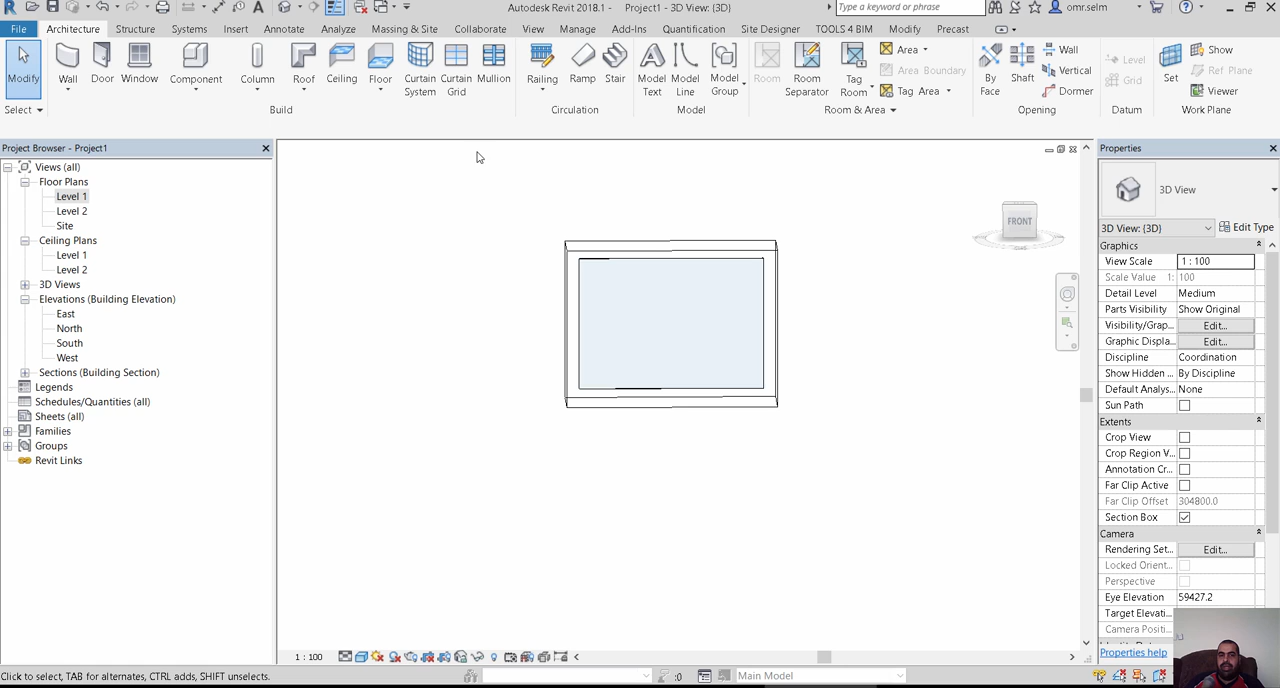 Autodesk Revit 2018.1 - Project1 - 3D View: {3D}
Type a keyword or phrase
omr.selm
File Architecture Structure Systems Insert Annotate Analyze Massing & Site Collaborate View Manage Add-Ins Quantification Site Designer TOOLS 4 BIM Modify Precast
Modify
Wall
Door
Window
Component
Column
Roof
Ceiling
Floor
Curtain System
Curtain Grid
Mullion
Railing
Ramp
Stair
Model Text
Model Line
Model Group
Room
Room Separator
Tag Room
Area
Area Boundary
Tag Area
By Face
Shaft
Wall
Vertical
Dormer
Level
Grid
Set
Show
Ref Plane
Viewer
Select
Build
Circulation
Model
Room & Area
Opening
Datum
Work Plane
Project Browser - Project1
Views (all)
Floor Plans
Level 1
Level 2
Site
Ceiling Plans
Level 1
Level 2
3D Views
Elevations (Building Elevation)
East
North
South
West
Sections (Building Section)
Legends
Schedules/Quantities (all)
Sheets (all)
Families
Groups
Revit Links
FRONT
Properties
3D View
3D View: {3D} Edit Type
Graphics
View Scale 1 : 100
Scale Value 1: 100
Detail Level Medium
Parts Visibility Show Original
Visibility/Grap... Edit...
Graphic Displa... Edit...
Discipline Coordination
Show Hidden ... By Discipline
Default Analys... None
Sun Path
Extents
Crop View
Crop Region V...
Annotation Cr...
Far Clip Active
Far Clip Offset 304800.0
Section Box
Camera
Rendering Set... Edit...
Locked Orient...
Perspective
Eye Elevation 59427.2
Target Elevati...
Camera Positi...
Properties help
1 : 100
Click to select, TAB for alternates, CTRL adds, SHIFT unselects.
:0
Main Model